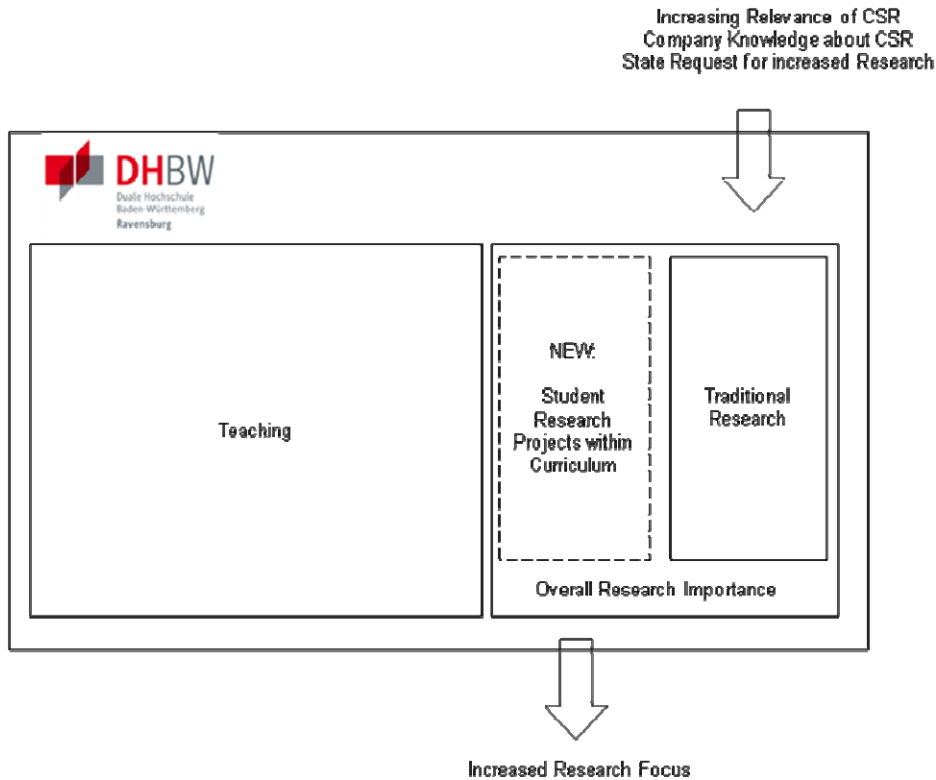 Increasing Relevance of CSR
Company Knowledge about CSR
State Request for increased Research
DHBW
Duale Hochschule
Baden-Württemberg
Ravensburg
Teaching
NEW:
Student
Research
Projects within
Curriculum
Traditional
Research
Overall Research Importance
Increased Research Focus